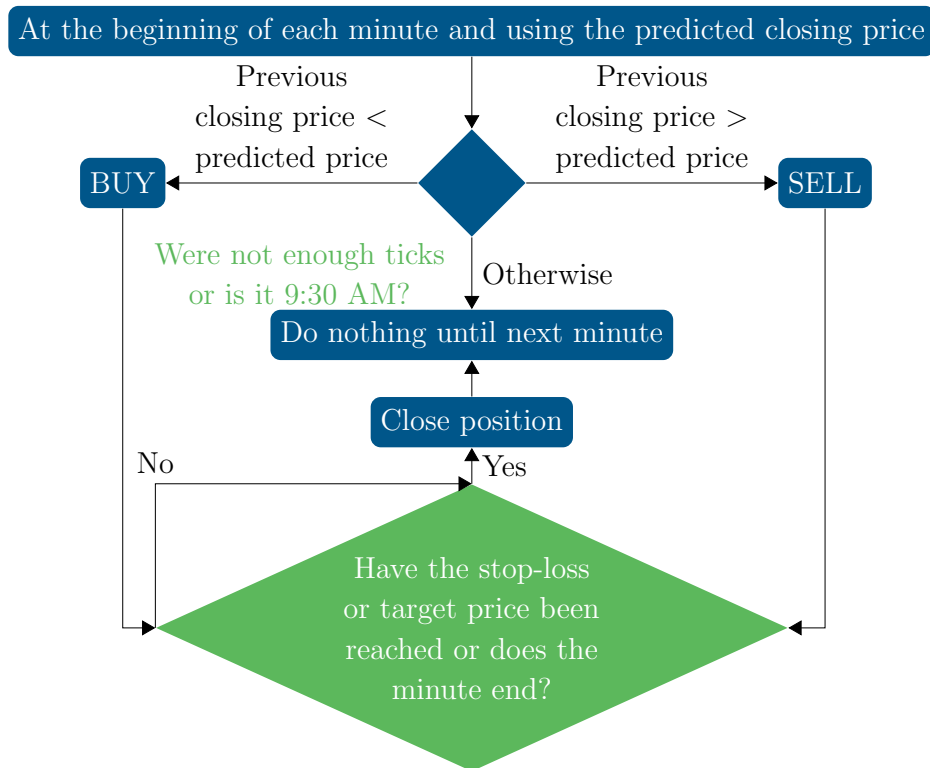 At the beginning of each minute and using the predicted closing price
Previous
closing price <
predicted price
Previous
closing price >
predicted price
BUY
SELL
Were not enough ticks
or is it 9:30 AM?
Otherwise
Do nothing until next minute
Close position
No
Yes
Have the stop-loss
or target price been
reached or does the
minute end?